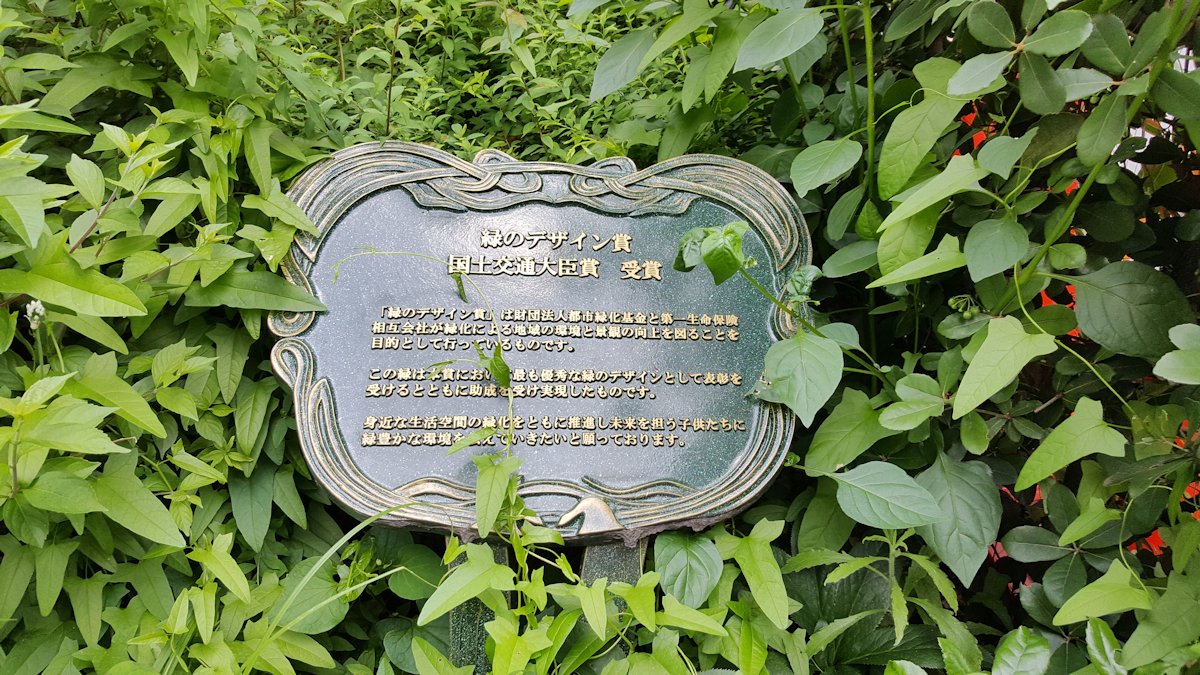 緑のデザイン賞
国土交通大臣賞 受賞
「緑のデザイン賞」は財団法人都市緑化基金と第一生命保険
相互会社が緑化による地域の環境と景観の向上を図ることを
目的として行っているものです。
この緑は 賞におい 最も優秀な緑のデザインとして表彰を
受けるとともに助成を受け実現したものです。
身近な生活空間の緑化をともに推進し未来を担う子供たちに
緑豊かな環境を えていきたいと願っております。